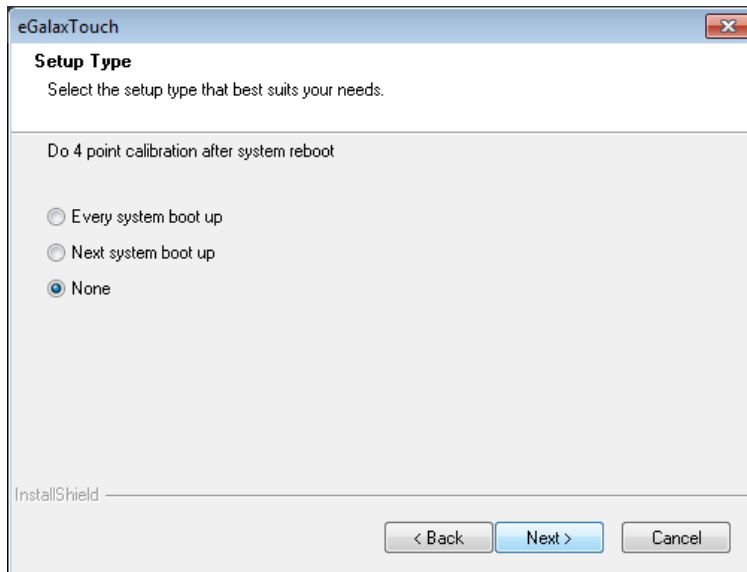 eGalaxTouch
Setup Type
Select the setup type that best suits your needs.
Do 4 point calibration after system reboot
Every system boot up
Next system boot up
None
InstallShield
< Back Next > Cancel